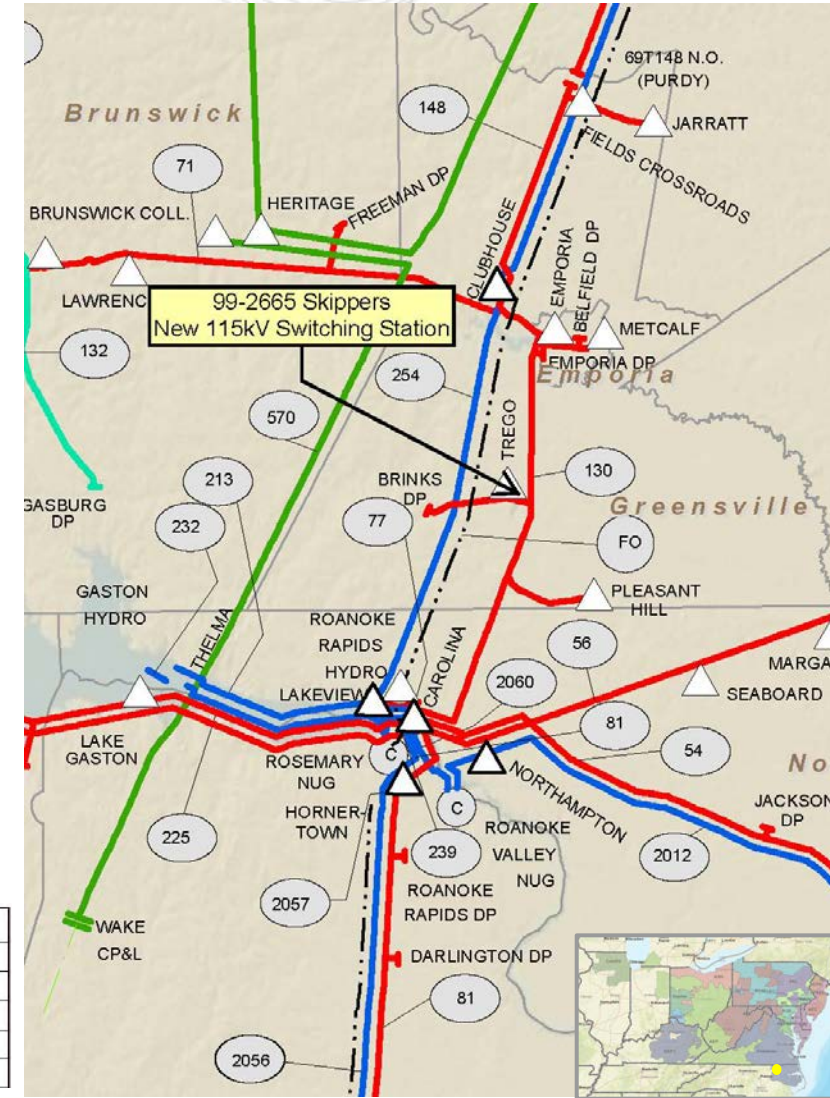 69T148 N.O.
(PURDY)
Brunswick
148
JARRATT
FIELDS CROSSROADS
71
HERITAGE
FREEMAN DP
BRUNSWICK COLL.
CLUBHOUSE
EMPORIA
BELFIELD DP
LAWRENC
99-2665 Skippers
New 115kV Switching Station
METCALF
132
EMPORIA DP
Emporia
254
570
TREGO
213
BRINKS
DP
130
GASBURG
DP
232
77
Greensville
FO
GASTON
HYDRO
THELMA
ROANOKE
RAPIDS
HYDRO
LAKEVIEW
CAROLINA
PLEASANT
HILL
56
MARGA
2060
SEABOARD
81
LAKE
GASTON
ROSEMARY
NUG
C
54
No
NORTHAMPTON
HORNER-
TOWN
C
JACKSON
DP
225
239
ROANOKE
VALLEY
NUG
2012
2057
ROANOKE
RAPIDS DP
WAKE
CP&L
DARLINGTON DP
81
2056